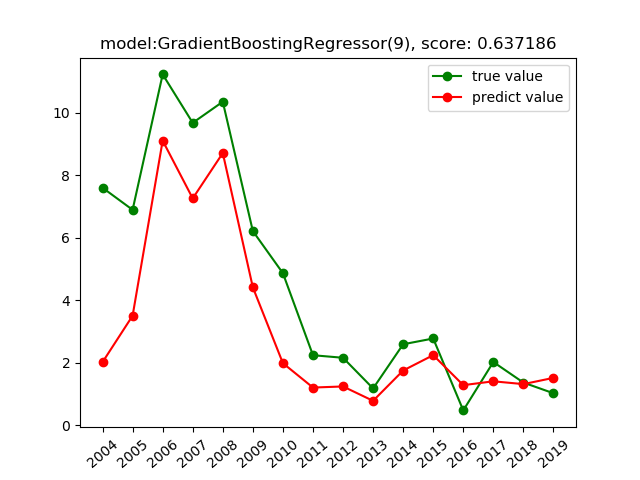 model:GradientBoostingRegressor(9), score: 0.637186
true value
predict value
10
8
6
4
2
0
2004 2005 2006 2007 2008 2009 2010 2011 2012 2013 2014 2015 2016 2017 2018 2019